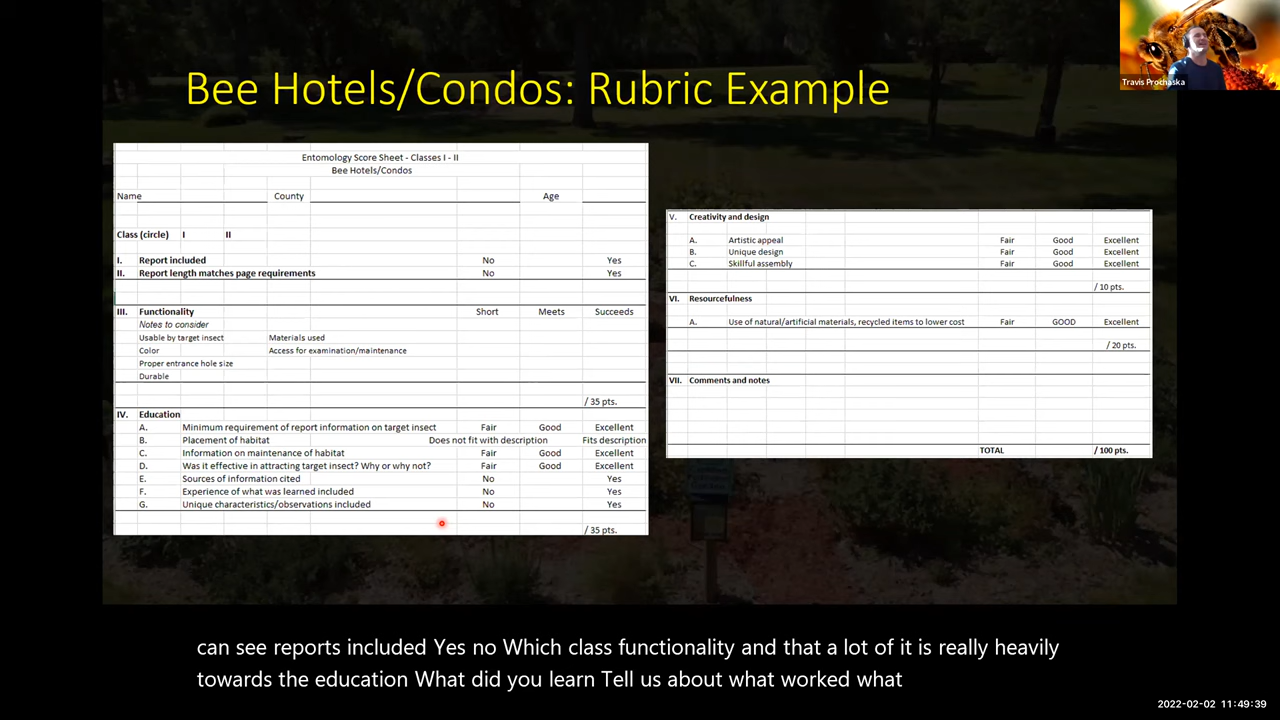 Bee Hotels/Condos: Rubric Example
Travis Prochaska
Entomology Score Sheet - Classes I - II
Bee Hotels/Condos
Name County Age
Class (circle) I II
I. Report included No Yes
II. Report length matches page requirements No Yes
III. Functionality Short Meets Succeeds
Notes to consider
Usable by target insect Materials used
Color Access for examination/maintenance
Proper entrance hole size
Durable
/ 35 pts.
IV. Education
A. Minimum requirement of report information on target insect Fair Good Excellent
B. Placement of habitat Does not fit with description Fits description
C. Information on maintenance of habitat Fair Good Excellent
D. Was it effective in attracting target insect? Why or why not? Fair Good Excellent
E. Sources of information cited No Yes
F. Experience of what was learned included No Yes
G. Unique characteristics/observations included No Yes
/ 35 pts.
V. Creativity and design
A. Artistic appeal Fair Good Excellent
B. Unique design Fair Good Excellent
C. Skillful assembly Fair Good Excellent
/ 10 pts.
VI. Resourcefulness
A. Use of natural/artificial materials, recycled items to lower cost Fair GOOD Excellent
/ 20 pts.
VII. Comments and notes
TOTAL / 100 pts.
can see reports included Yes no Which class functionality and that a lot of it is really heavily
towards the education What did you learn Tell us about what worked what
2022-02-02 11:49:39